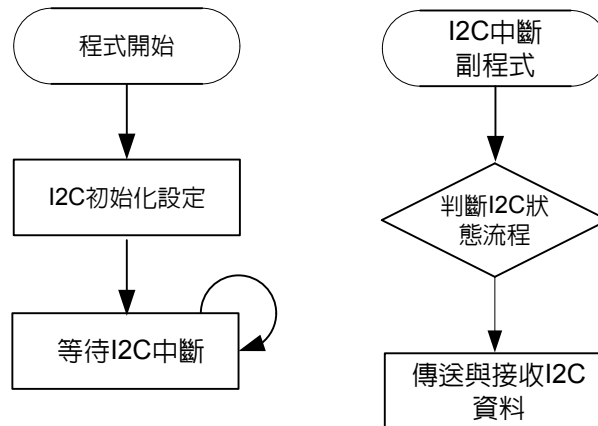 程式開始
I2C初始化設定
等待I2C中斷
I2C中斷
副程式
判斷I2C狀
態流程
傳送與接收I2C
資料